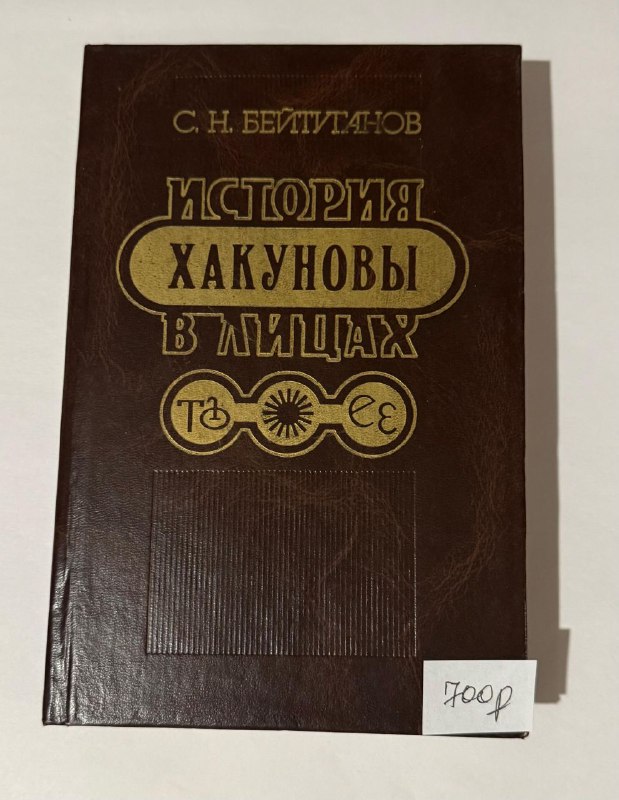 С. Н. БЕЙТУГАНОВ
ИСТОРИЯ
ХАКУНОВЫ
В ЛИЦАХ
700р